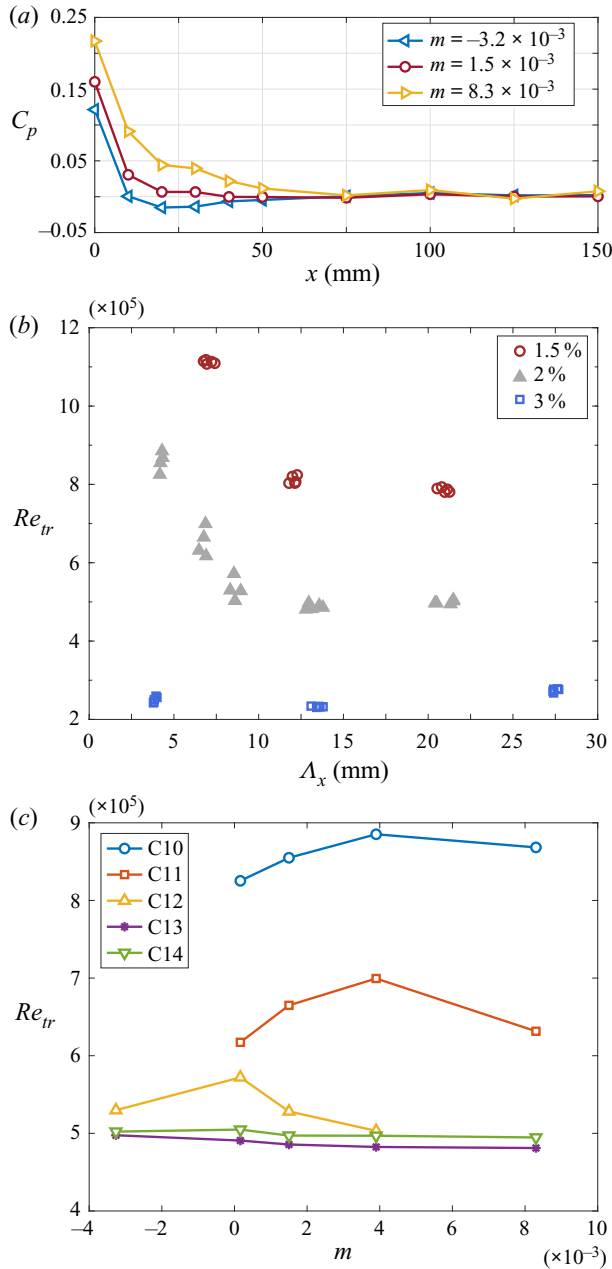 (a)
0.25
0.15
C_p
0.05
−0.05
m = −3.2 × 10⁻³
m = 1.5 × 10⁻³
m = 8.3 × 10⁻³
0 25 50 75 100 125 150
x (mm)
(b)
(×10⁵)
12
10
8
Re_tr
6
4
2
1.5 %
2 %
3 %
0 5 10 15 20 25 30
Λ_x (mm)
(c)
(×10⁵)
9
8
7
Re_tr
6
5
4
C10
C11
C12
C13
C14
−4 −2 0 2 4 6 8 10
m
(×10⁻³)